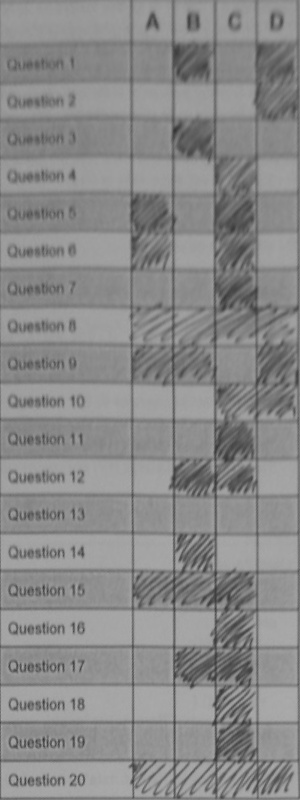 A B C D
Question 1
Question 2
Question 3
Question 4
Question 5
Question 6
Question 7
Question 8
Question 9
Question 10
Question 11
Question 12
Question 13
Question 14
Question 15
Question 16
Question 17
Question 18
Question 19
Question 20